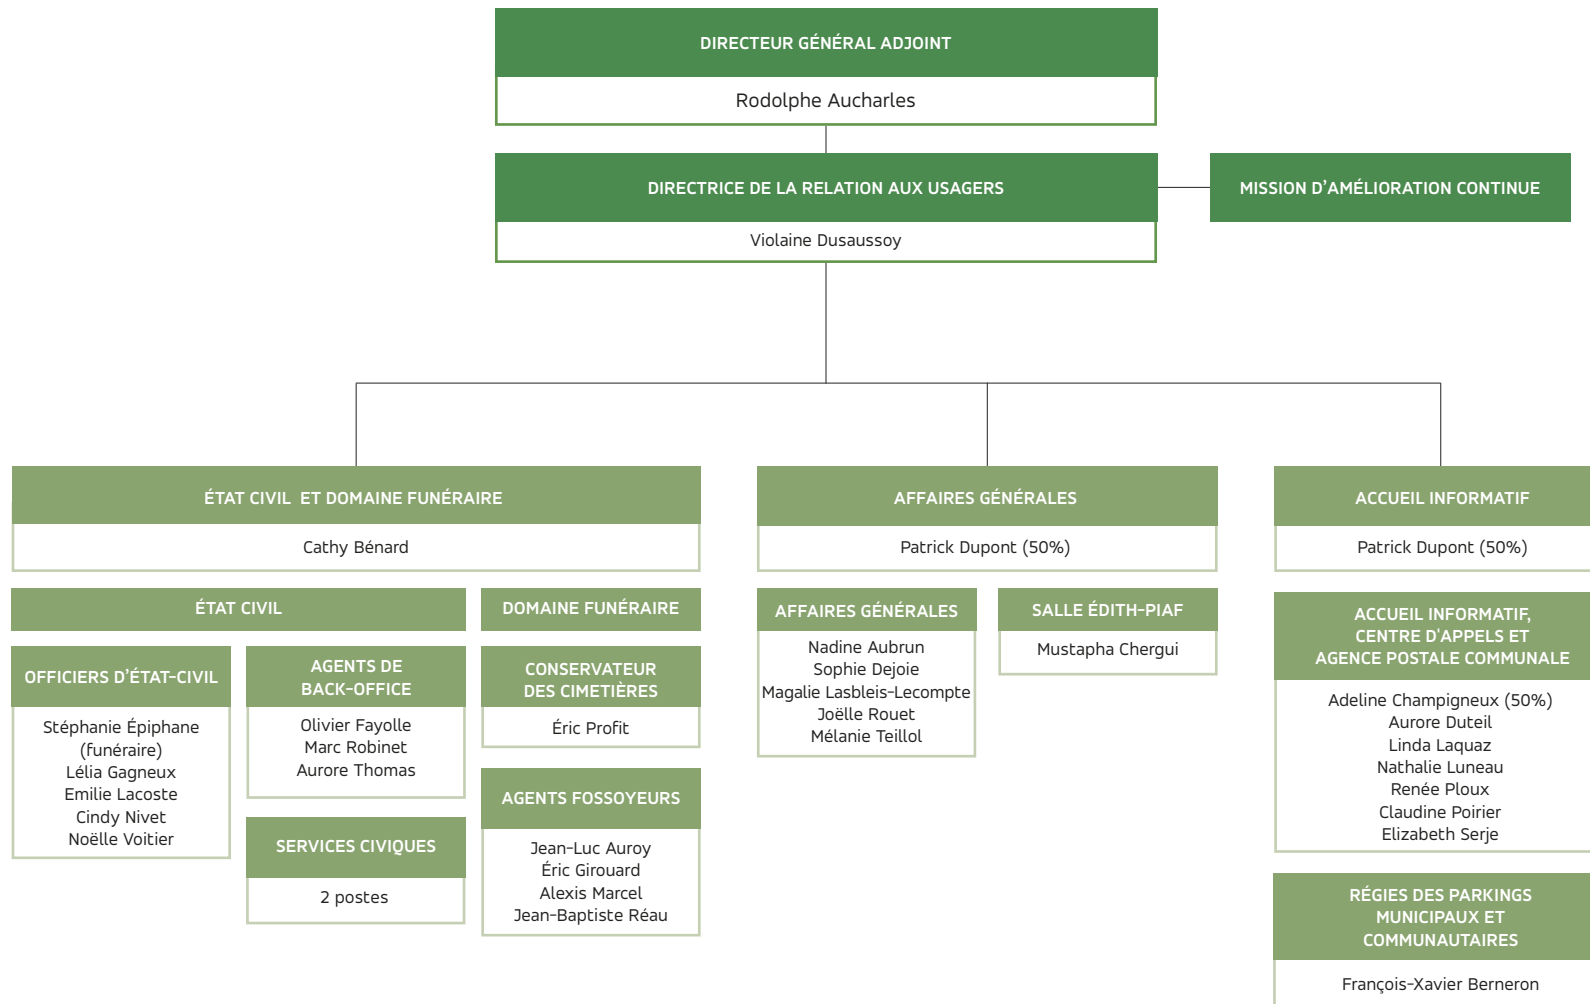 DIRECTEUR GÉNÉRAL ADJOINT
Rodolphe Aucharles
DIRECTRICE DE LA RELATION AUX USAGERS
Violaine Dusaussoy
MISSION D'AMÉLIORATION CONTINUE
ÉTAT CIVIL ET DOMAINE FUNÉRAIRE
Cathy Bénard
ÉTAT CIVIL
OFFICIERS D'ÉTAT-CIVIL
Stéphanie Épiphane
(funéraire)
Lélia Gagneux
Emilie Lacoste
Cindy Nivet
Noëlle Voitier
AGENTS DE
BACK-OFFICE
Olivier Fayolle
Marc Robinet
Aurore Thomas
SERVICES CIVIQUES
2 postes
DOMAINE FUNÉRAIRE
CONSERVATEUR
DES CIMETIÈRES
Éric Profit
AGENTS FOSSOYEURS
Jean-Luc Auroy
Éric Girouard
Alexis Marcel
Jean-Baptiste Réau
AFFAIRES GÉNÉRALES
Patrick Dupont (50%)
AFFAIRES GÉNÉRALES
Nadine Aubrun
Sophie Dejoie
Magalie Lasbleis-Lecompte
Joëlle Rouet
Mélanie Teillol
SALLE ÉDITH-PIAF
Mustapha Chergui
ACCUEIL INFORMATIF
Patrick Dupont (50%)
ACCUEIL INFORMATIF,
CENTRE D'APPELS ET
AGENCE POSTALE COMMUNALE
Adeline Champigneux (50%)
Aurore Duteil
Linda Laquaz
Nathalie Luneau
Renée Ploux
Claudine Poirier
Elizabeth Serje
RÉGIES DES PARKINGS
MUNICIPAUX ET
COMMUNAUTAIRES
François-Xavier Berneron